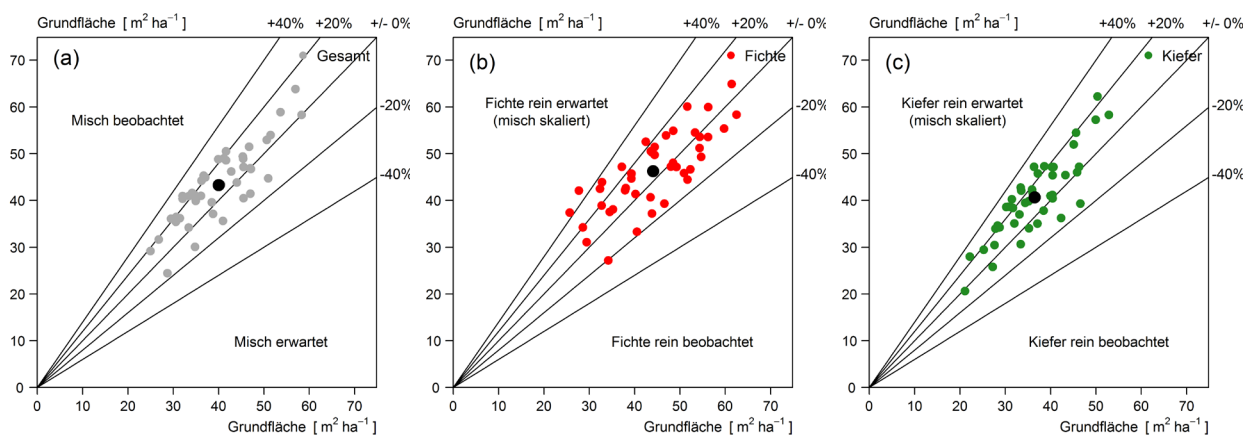 Grundfläche [ m² ha⁻¹ ] +40% +20% +/- 0%
(a) Gesamt
Misch beobachtet
Misch erwartet
-20%
-40%
75
70
60
50
40
30
20
10
0
0 10 20 30 40 50 60 70
Grundfläche [ m² ha⁻¹ ]
Grundfläche [ m² ha⁻¹ ] +40% +20% +/- 0%
(b) Fichte
Fichte rein erwartet
(misch skaliert)
Fichte rein beobachtet
-20%
-40%
70
60
50
40
30
20
10
0
0 10 20 30 40 50 60 70
Grundfläche [ m² ha⁻¹ ]
Grundfläche [ m² ha⁻¹ ] +40% +20% +/- 0%
(c) Kiefer
Kiefer rein erwartet
(misch skaliert)
Kiefer rein beobachtet
-20%
-40%
70
60
50
40
30
20
10
0
0 10 20 30 40 50 60 70
Grundfläche [ m² ha⁻¹ ]